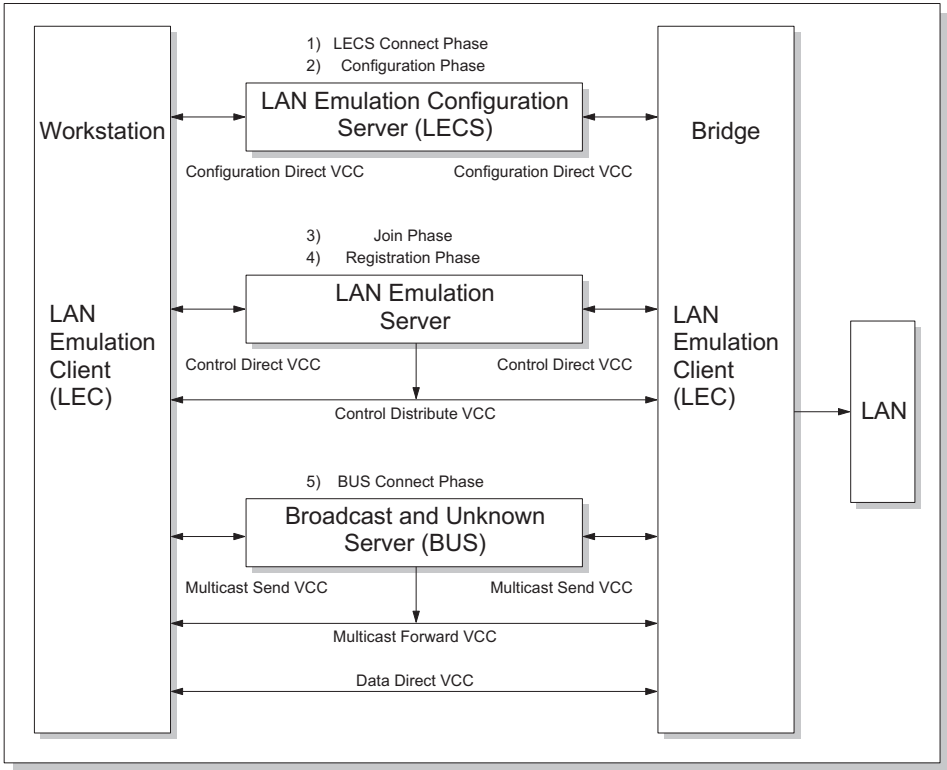 1) LECS Connect Phase
2) Configuration Phase
LAN Emulation Configuration
Server (LECS)
Workstation
Bridge
Configuration Direct VCC
Configuration Direct VCC
3) Join Phase
4) Registration Phase
LAN Emulation
Server
LAN
Emulation
Client
(LEC)
LAN
Emulation
Client
(LEC)
Control Direct VCC
Control Direct VCC
Control Distribute VCC
LAN
5) BUS Connect Phase
Broadcast and Unknown
Server (BUS)
Multicast Send VCC
Multicast Send VCC
Multicast Forward VCC
Data Direct VCC